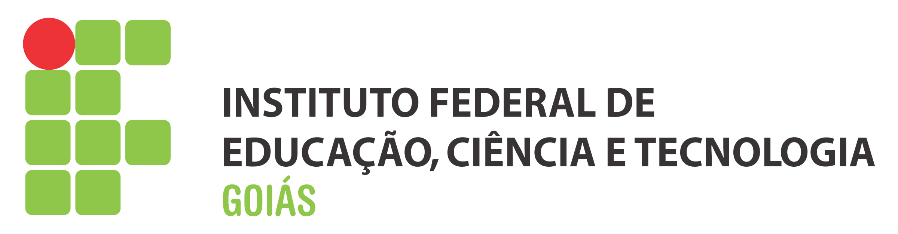 INSTITUTO FEDERAL DE
EDUCAÇÃO, CIÊNCIA E TECNOLOGIA
GOIÁS